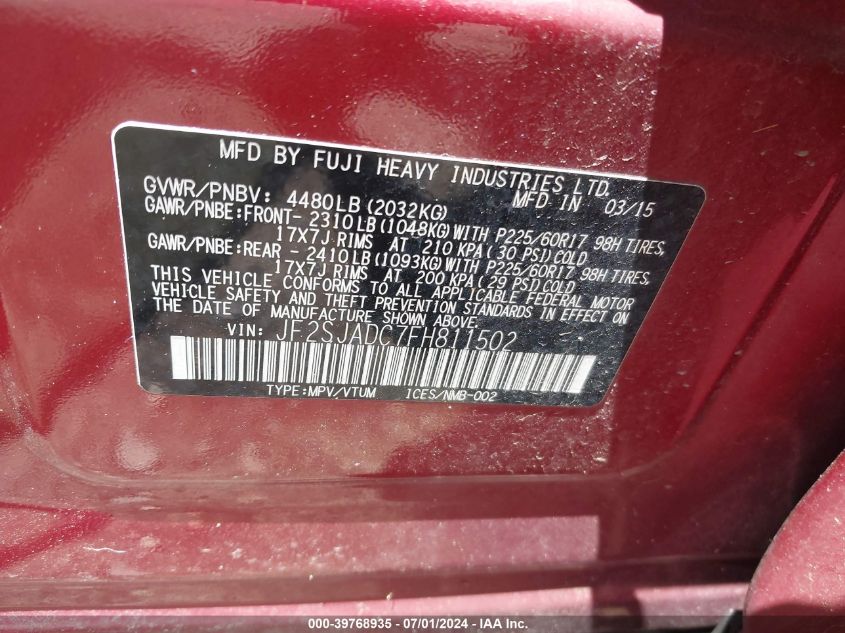 MFD BY FUJI HEAVY INDUSTRIES LTD.
GVWR/PNBV: 4480LB(2032KG) MFD IN 03/15
GAWR/PNBE:FRONT- 2310LB(1048KG)WITH P225/60R17 98H TIRES,
17X7J RIMS AT 210 KPA(30 PSI)COLD
GAWR/PNBE:REAR - 2410LB(1093KG)WITH P225/60R17 98H TIRES,
17X7J RIMS AT 200 KPA(29 PSI)COLD
THIS VEHICLE CONFORMS TO ALL APPLICABLE FEDERAL MOTOR
VEHICLE SAFETY AND THEFT PREVENTION STANDARDS IN EFFECT ON
THE DATE OF MANUFACTURE SHOWN ABOVE.
VIN: JF2SJADC7FH811502
TYPE:MPV/VTUM ICES/NMB-002
000-39768935 - 07/01/2024 - IAA Inc.